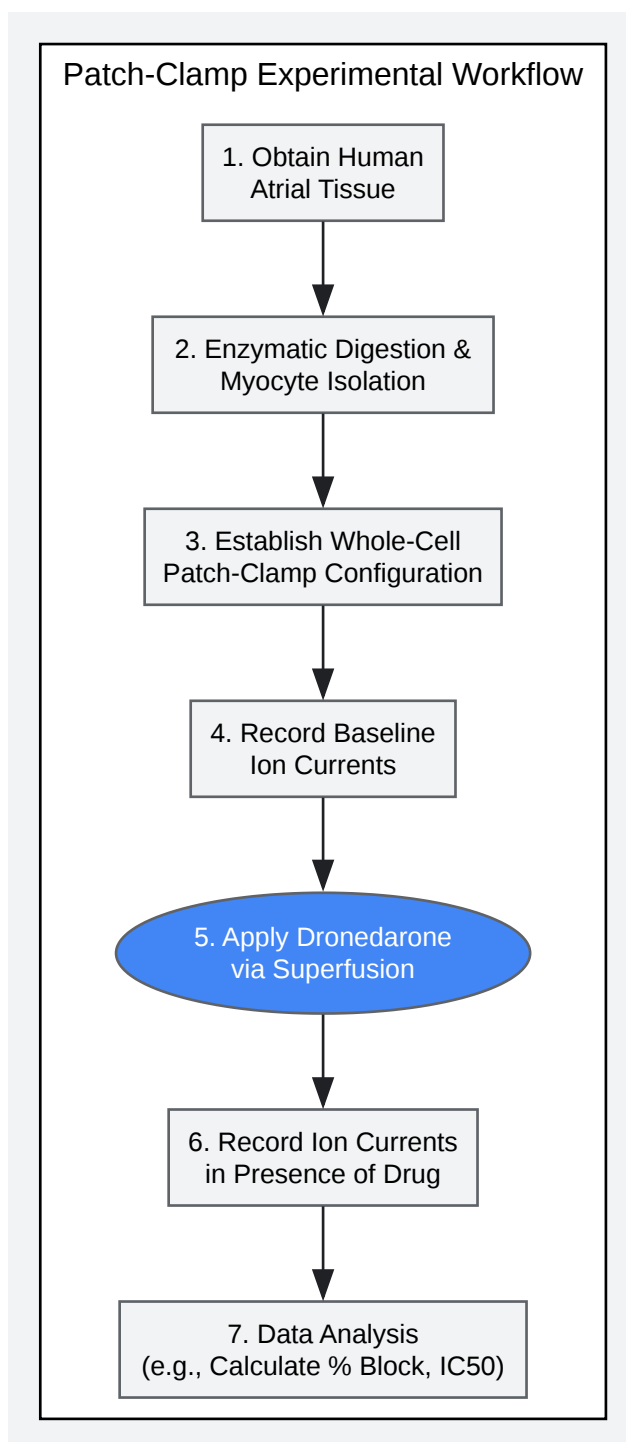 Patch-Clamp Experimental Workflow
1. Obtain Human
Atrial Tissue
2. Enzymatic Digestion &
Myocyte Isolation
3. Establish Whole-Cell
Patch-Clamp Configuration
4. Record Baseline
Ion Currents
5. Apply Dronedarone
via Superfusion
6. Record Ion Currents
in Presence of Drug
7. Data Analysis
(e.g., Calculate % Block, IC50)